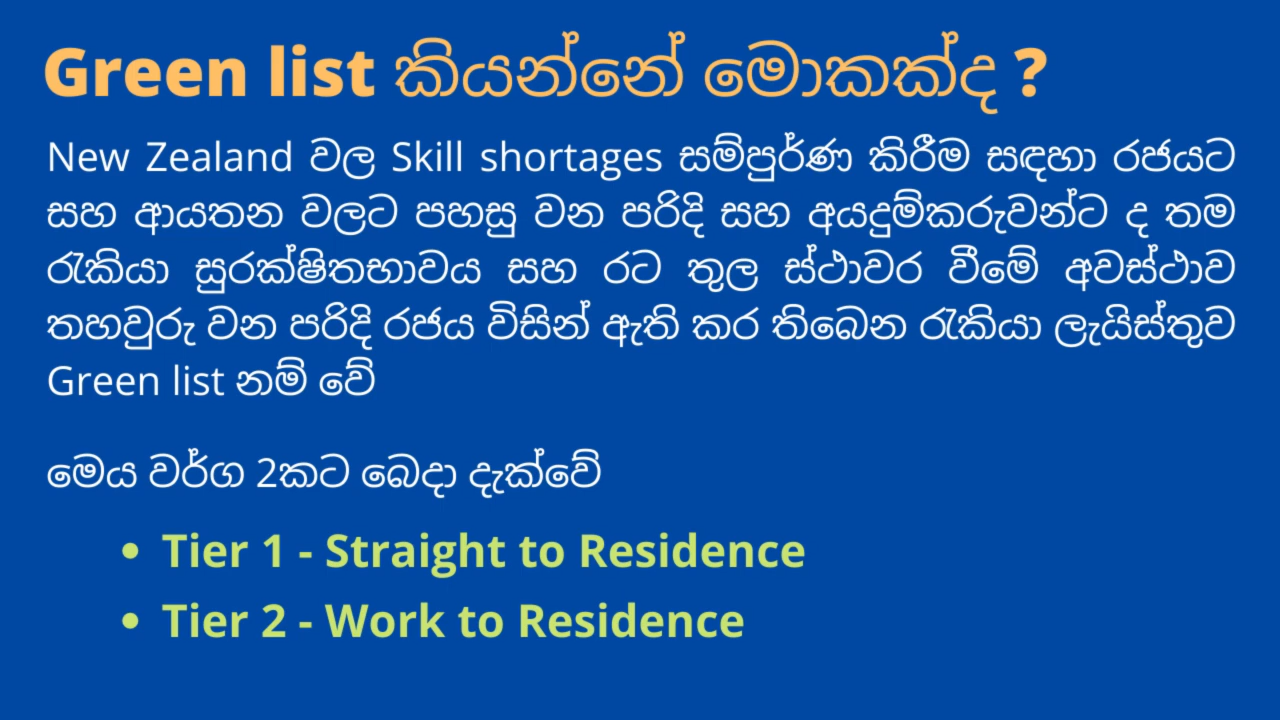 Green list කියන්නේ මොකක්ද ?
New Zealand වල Skill shortages සම්පුර්ණ කිරීම සඳහා රජයට
සහ ආයතන වලට පහසු වන පරිදි සහ අයදුම්කරුවන්ට ද තම
රැකියා සුරක්ෂිතභාවය සහ රට තුල ස්ථාවර වීමේ අවස්ථාව
තහවුරු වන පරිදි රජය විසින් ඇති කර තිබෙන රැකියා ලැයිස්තුව
Green list නම් වේ
මෙය වර්ග 2කට බෙදා දැක්වේ
• Tier 1 - Straight to Residence
• Tier 2 - Work to Residence